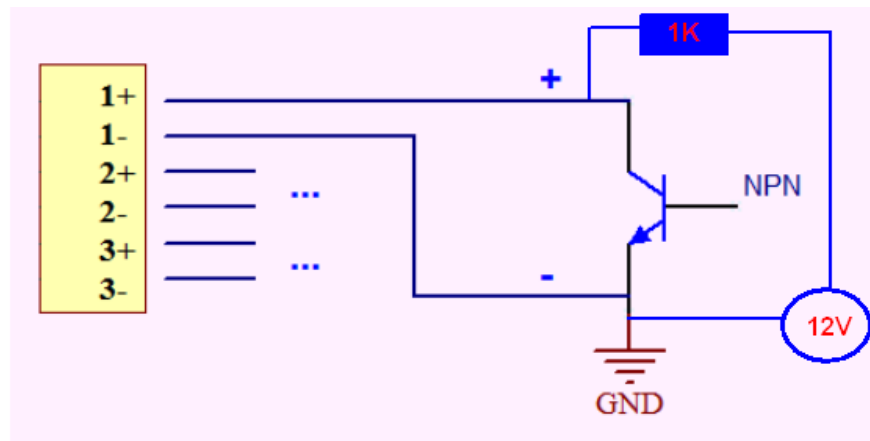 1K
1+
1-
2+
2-
3+
3-
...
...
+
-
NPN
12V
GND